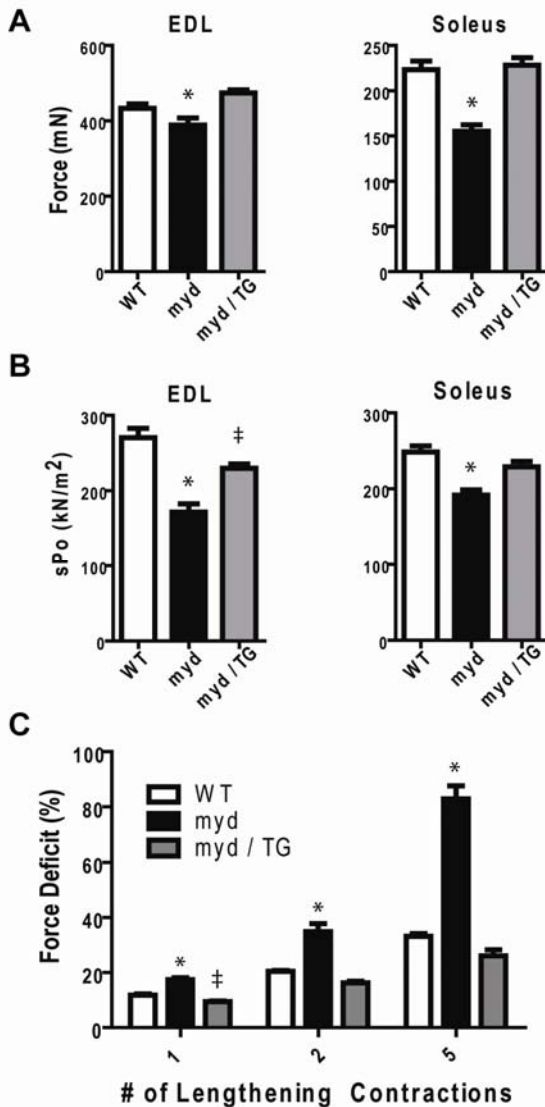 A
EDL
Soleus
Force (mN)
600
400
200
0
*
WT
myd
myd / TG
250
200
150
100
50
0
*
WT
myd
myd / TG
B
EDL
Soleus
sPo (kN/m²)
300
200
100
0
*
‡
WT
myd
myd / TG
300
200
100
0
*
WT
myd
myd / TG
C
Force Deficit (%)
100
80
60
40
20
0
WT
myd
myd / TG
*
‡
*
*
1
2
5
# of Lengthening Contractions